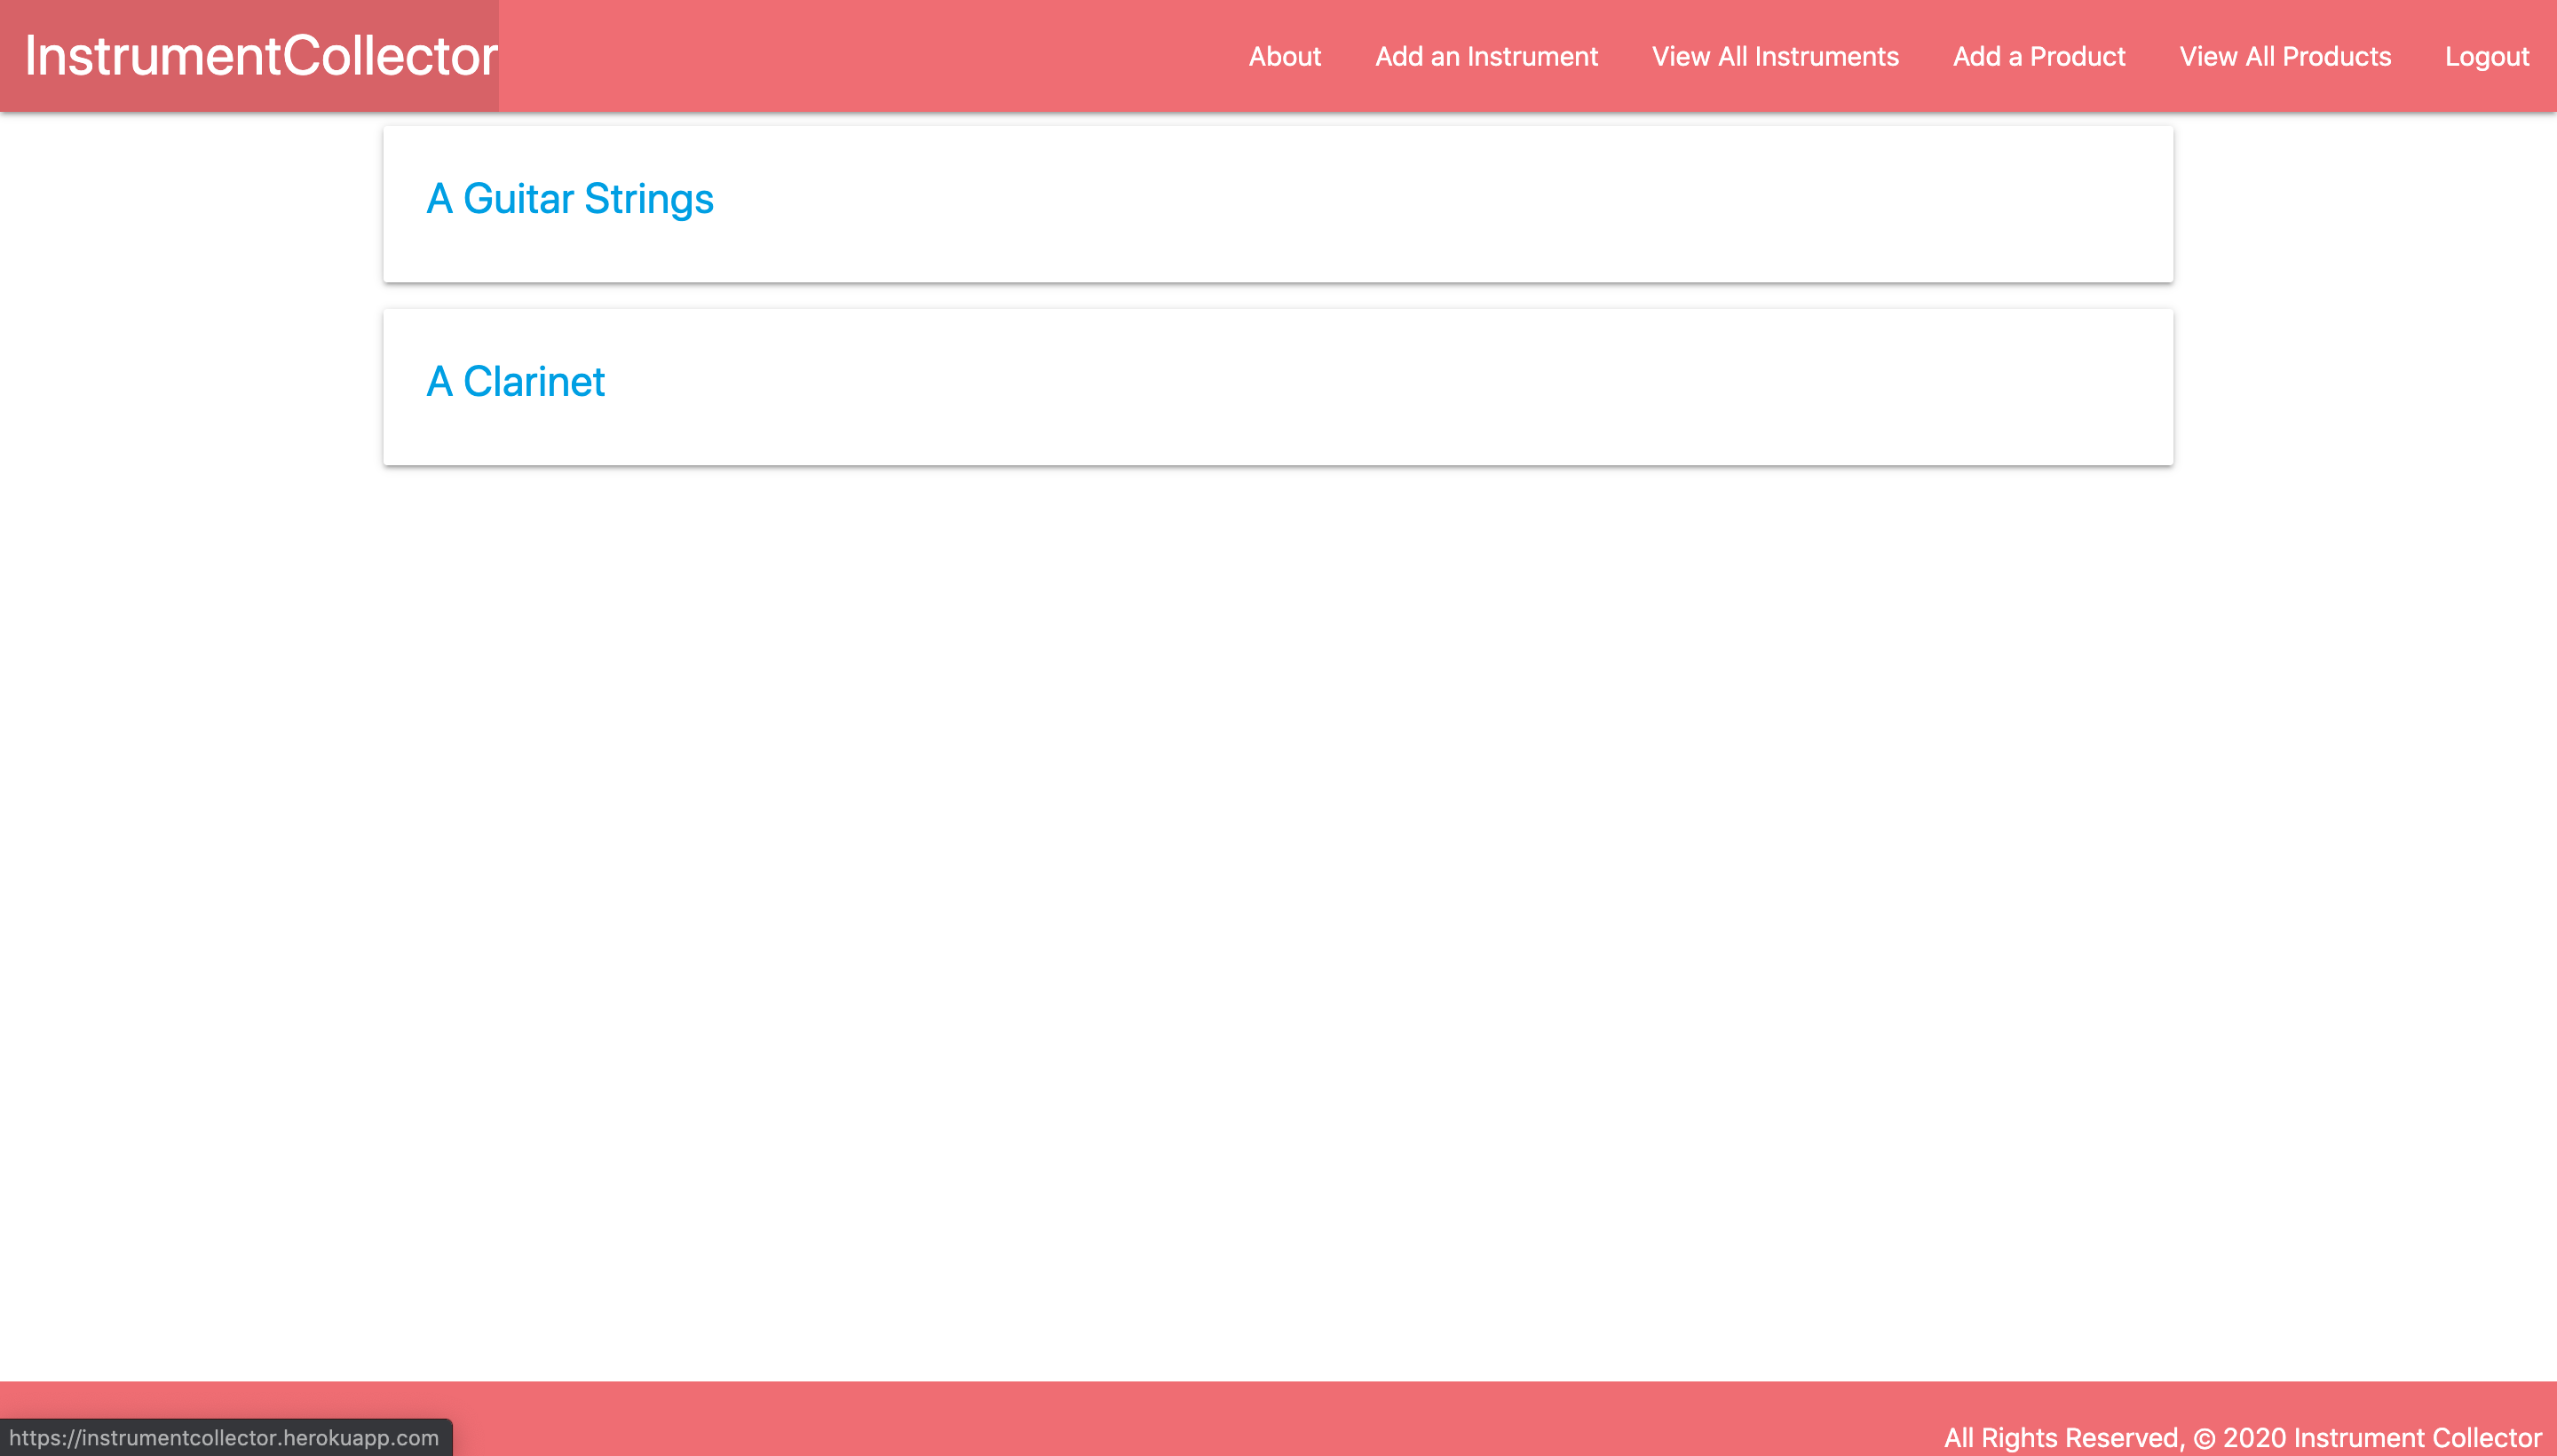 InstrumentCollector
About Add an Instrument View All Instruments Add a Product View All Products Logout
A Guitar Strings
A Clarinet
https://instrumentcollector.herokuapp.com
All Rights Reserved, © 2020 Instrument Collector